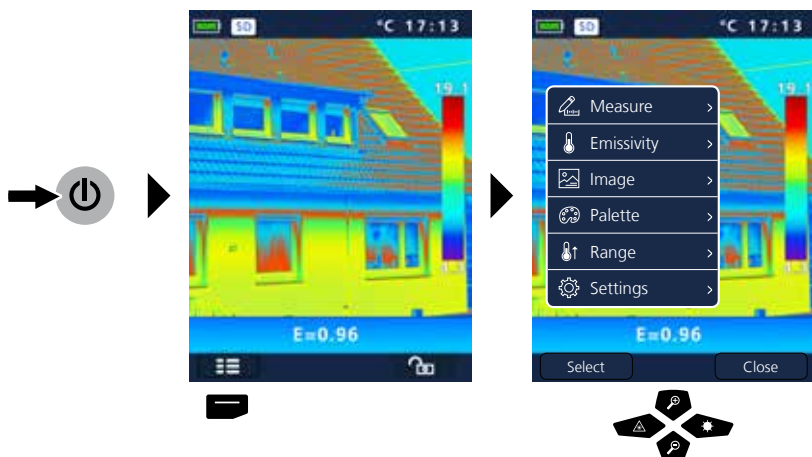 SD °C 17:13
19.1
E=0.96
SD °C 17:13
19.1
Measure >
Emissivity >
Image >
Palette >
Range >
Settings >
E=0.96
Select Close